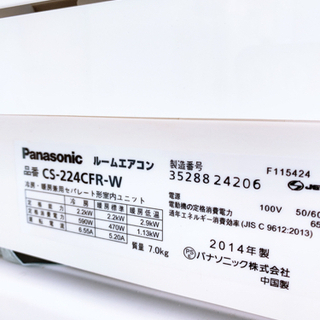 Panasonic ルームエアコン
品番 CS-224CFR-W
冷房・暖房兼用セパレート形室内ユニット
冷房 暖房標準 暖房低温
2.2kW 2.2kW 2.9kW
590W 470W 1.13kW
6.55A 5.20A
質量 7.0kg
製造番号 F115424
3528824206
電源 100V 50/60
電動機の定格消費電力
通年エネルギー消費効率(JIS C 9612:2013)
2014年製
パナソニック株式会社
中国製